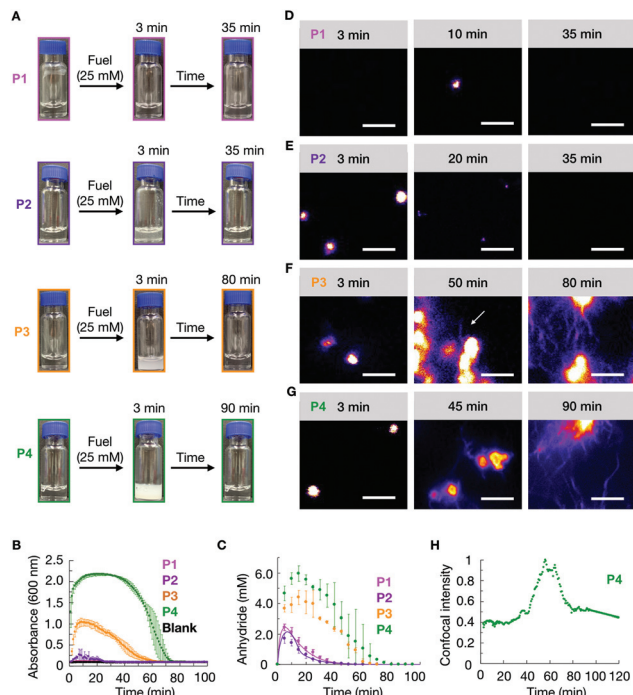 A
3 min 35 min
P1
Fuel
(25 mM)
Time
3 min 35 min
P2
Fuel
(25 mM)
Time
3 min 80 min
P3
Fuel
(25 mM)
Time
3 min 90 min
P4
Fuel
(25 mM)
Time
D
P1 3 min 10 min 35 min
E
P2 3 min 20 min 35 min
F
P3 3 min 50 min 80 min
G
P4 3 min 45 min 90 min
B
Absorbance (600 nm)
2.5
2.0
1.5
1.0
0.5
0
P1
P2
P3
P4
Blank
0 20 40 60 80 100
Time (min)
C
Anhydride (mM)
6.0
4.0
2.0
0
P1
P2
P3
P4
0 20 40 60 80 100
Time (min)
H
Confocal intensity
1
0.8
0.6
0.4
0.2
0
P4
0 20 40 60 80 100 120
Time (min)